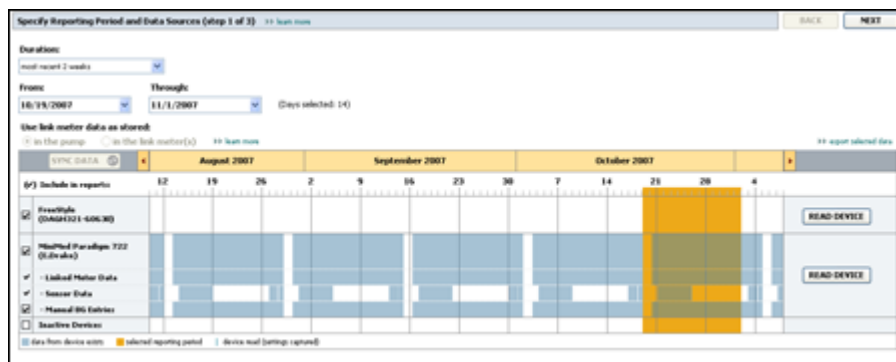 Specify Reporting Period and Data Sources (step 1 of 3) >> learn more BACK NEXT
Duration:
most recent 2 weeks
From: Through:
10/19/2007 11/1/2007 (Days selected: 14)
Use link meter data as stored:
in the pump in the link meter(s) >> learn more >> export selected data
SYNC DATA August 2007 September 2007 October 2007
(✓) Include in reports: 12 19 26 2 9 16 23 30 7 14 21 28 4
FreeStyle READ DEVICE
MiniMed Paradigm 722
- Linked Meter Data READ DEVICE
- Sensor Data
- Manual BG Entries
Inactive Devices
data from device exists selected reporting period device read (settings captured)